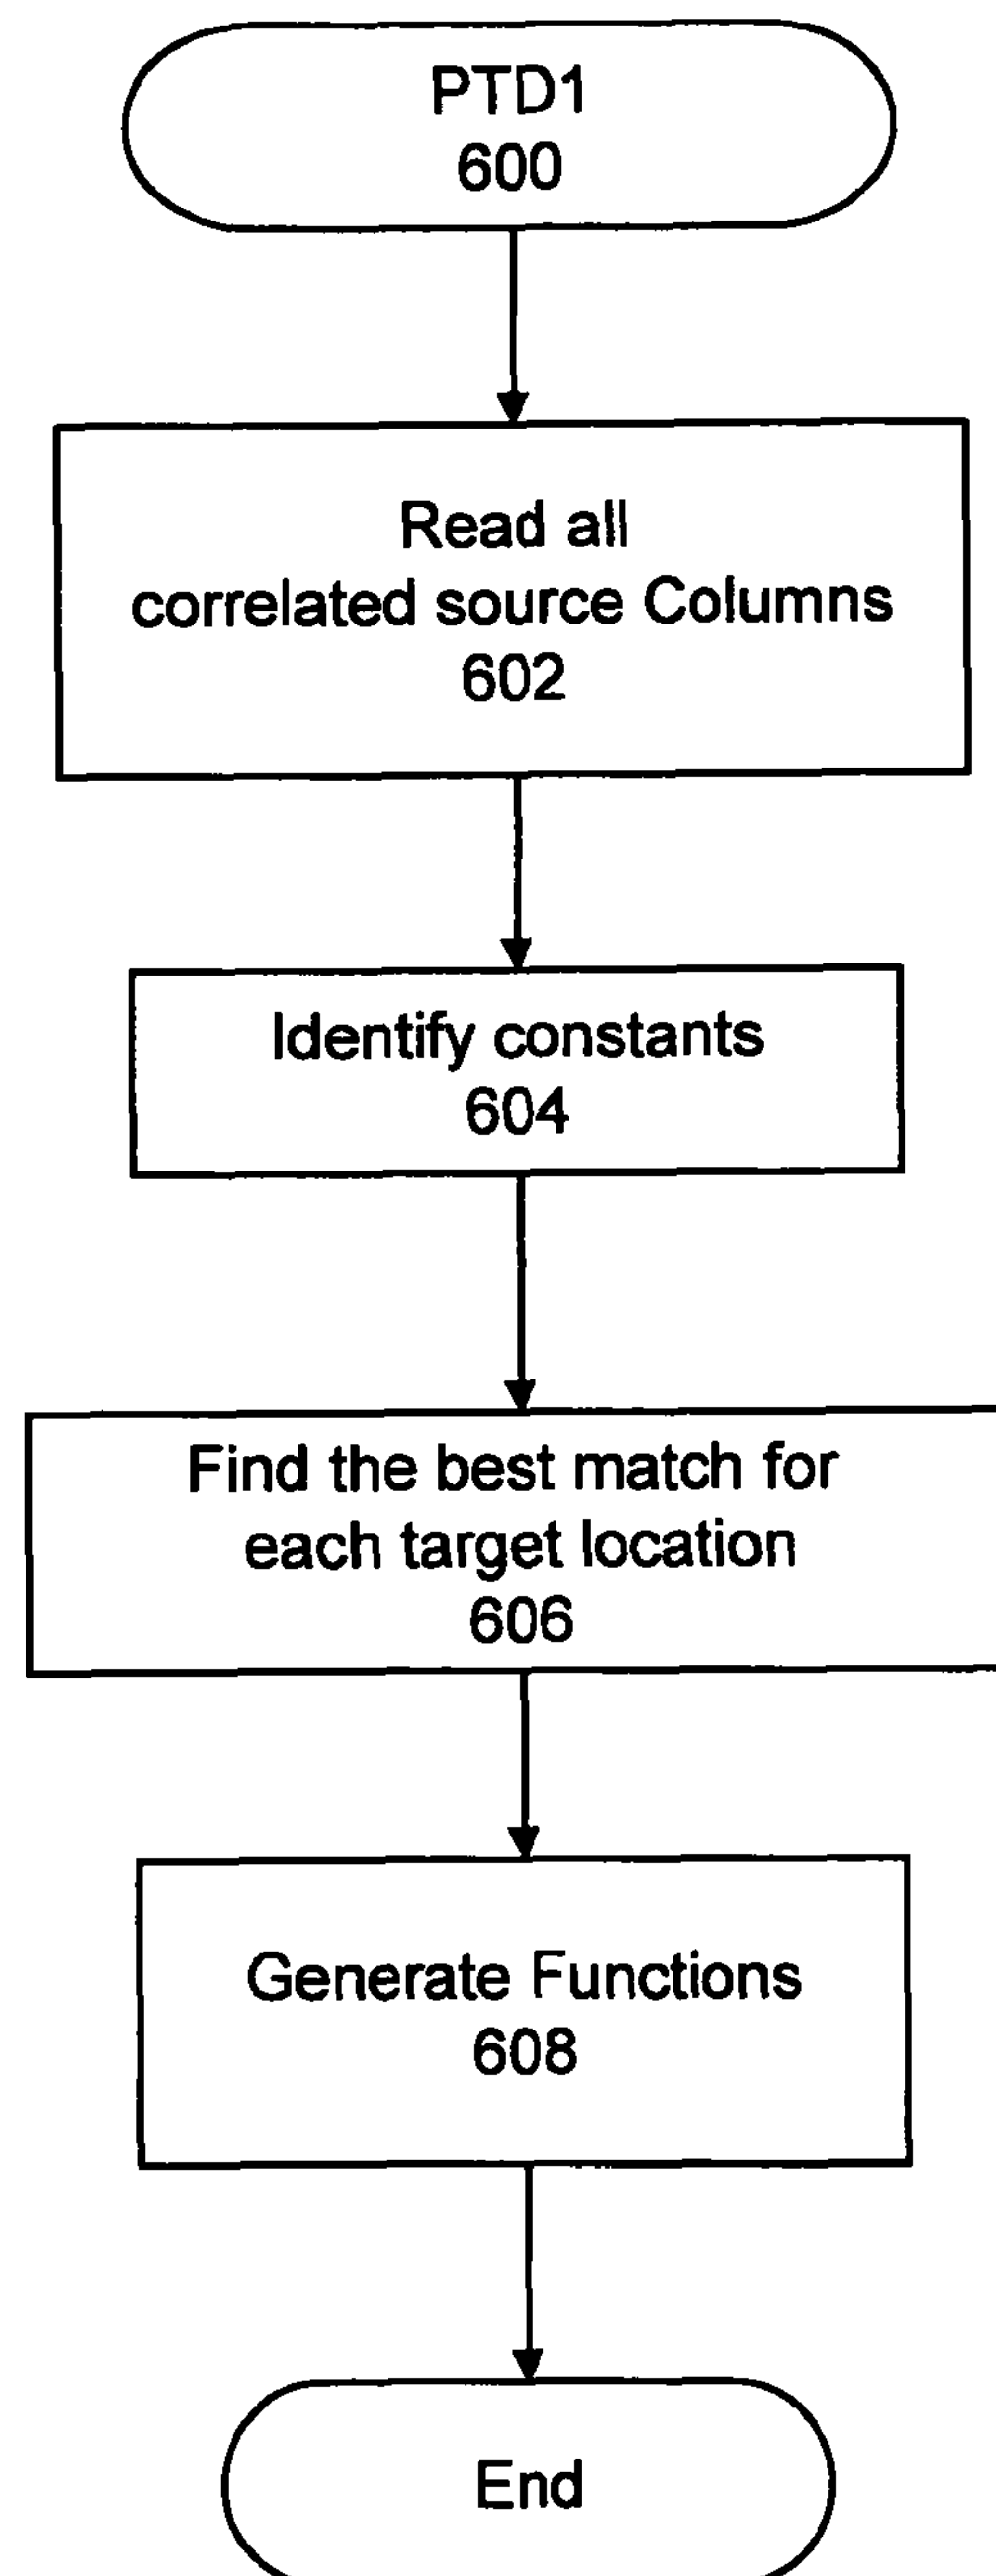 PTD1
600
Read all
correlated source Columns
602
Identify constants
604
Find the best match for
each target location
606
Generate Functions
608
End